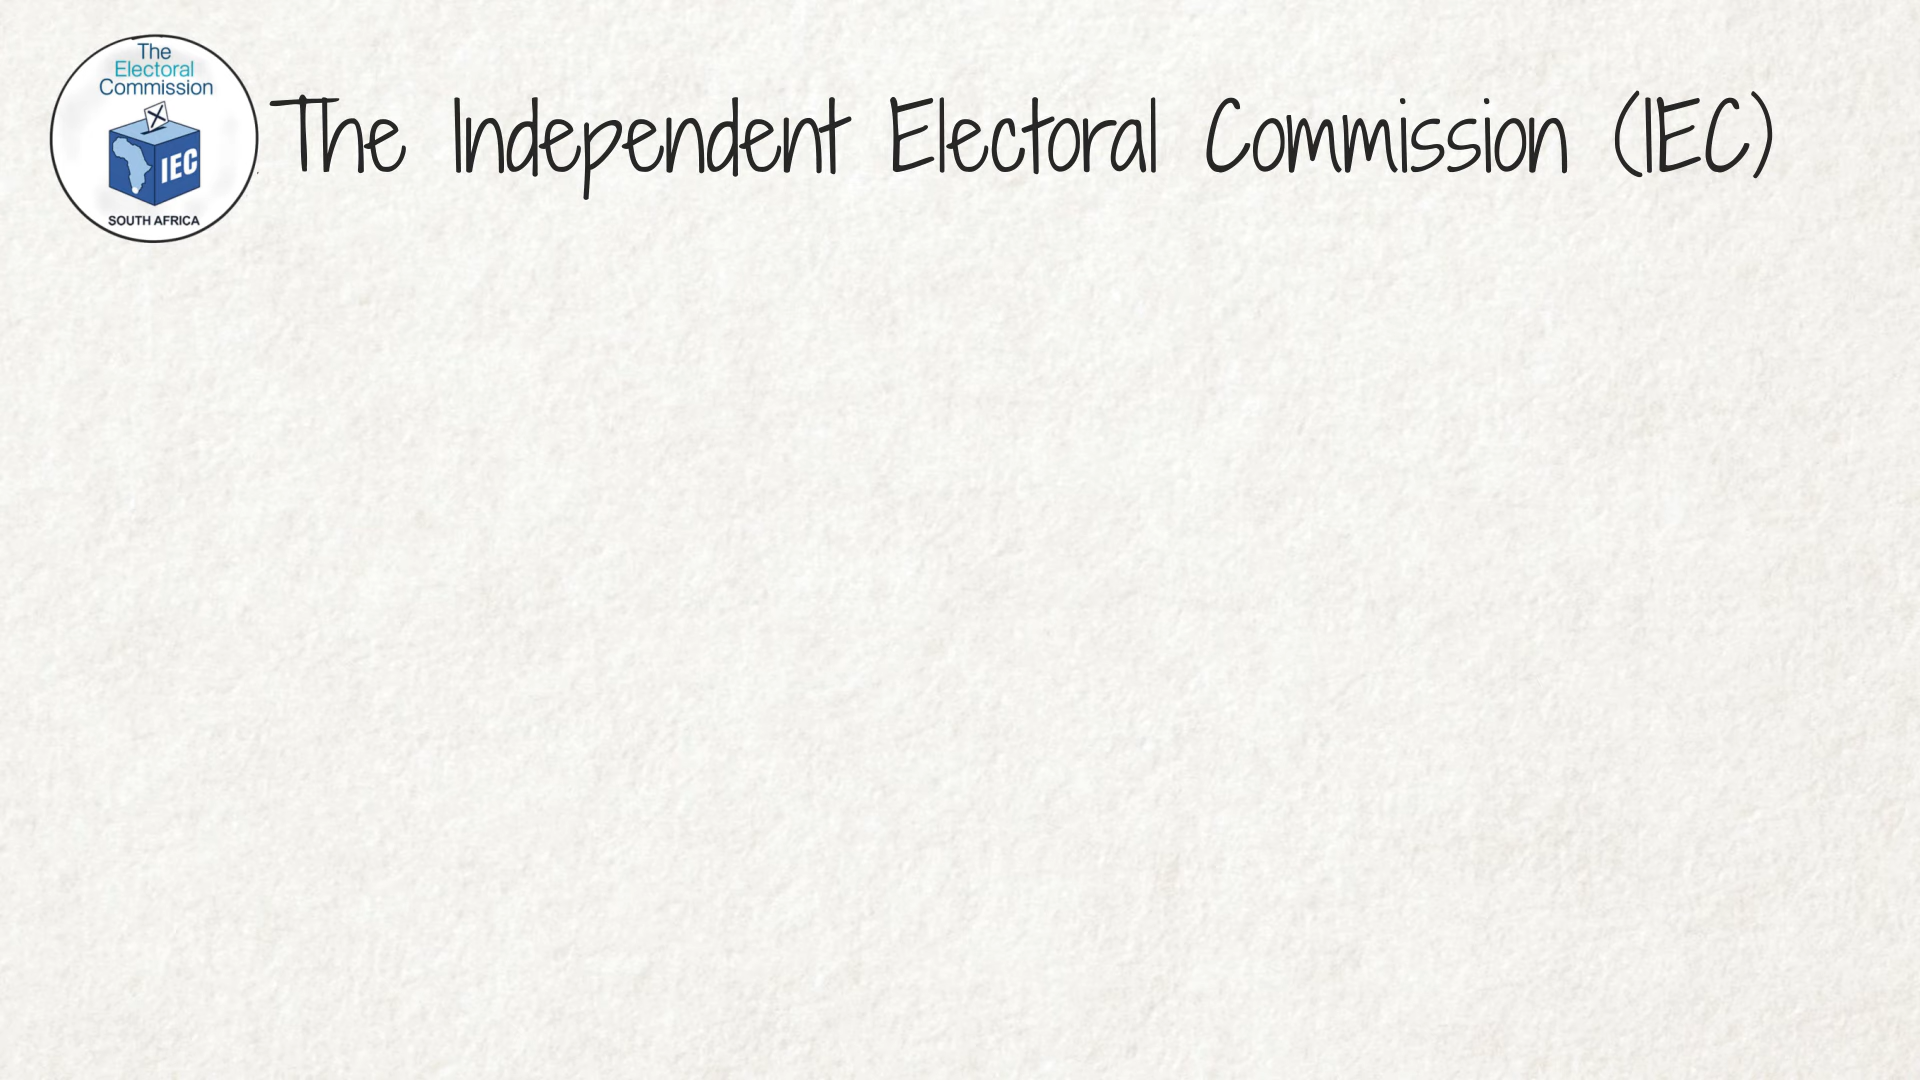 The
Electoral
Commission
IEC
SOUTH AFRICA
The Independent Electoral Commission (IEC)